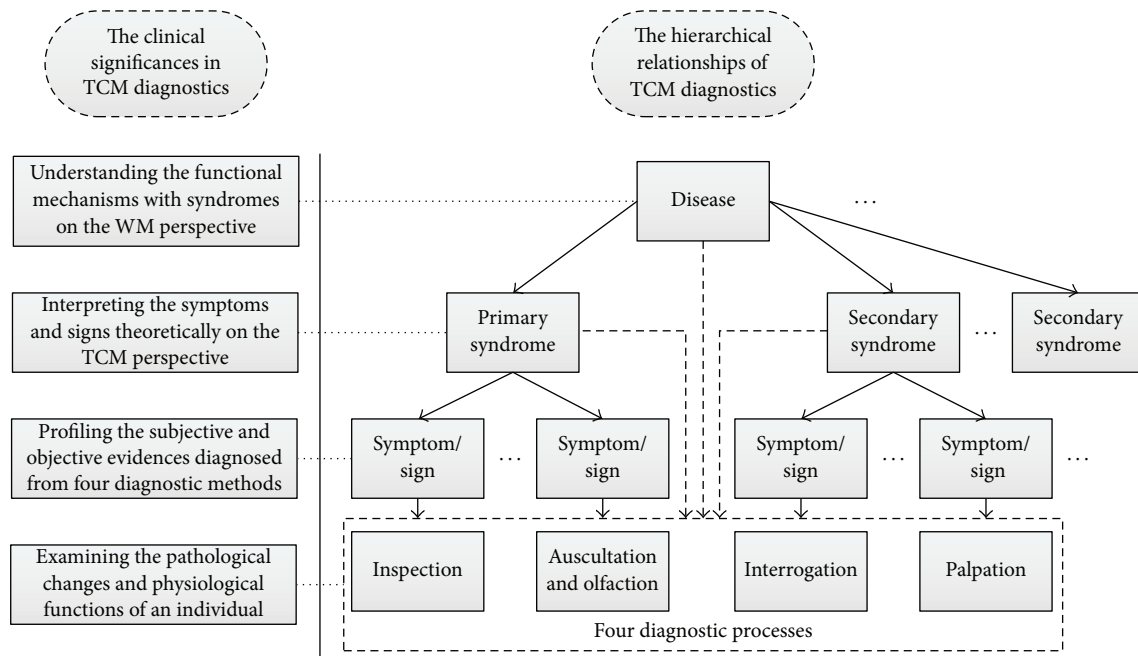 The clinical
significances in
TCM diagnostics
The hierarchical
relationships of
TCM diagnostics
Understanding the functional
mechanisms with syndromes
on the WM perspective
Disease
...
Interpreting the symptoms
and signs theoretically on the
TCM perspective
Primary
syndrome
Secondary
syndrome
...
Secondary
syndrome
Profiling the subjective and
objective evidences diagnosed
from four diagnostic methods
Symptom/
sign
...
Symptom/
sign
Symptom/
sign
...
Symptom/
sign
...
Examining the pathological
changes and physiological
functions of an individual
Inspection
Auscultation
and olfaction
Interrogation
Palpation
Four diagnostic processes